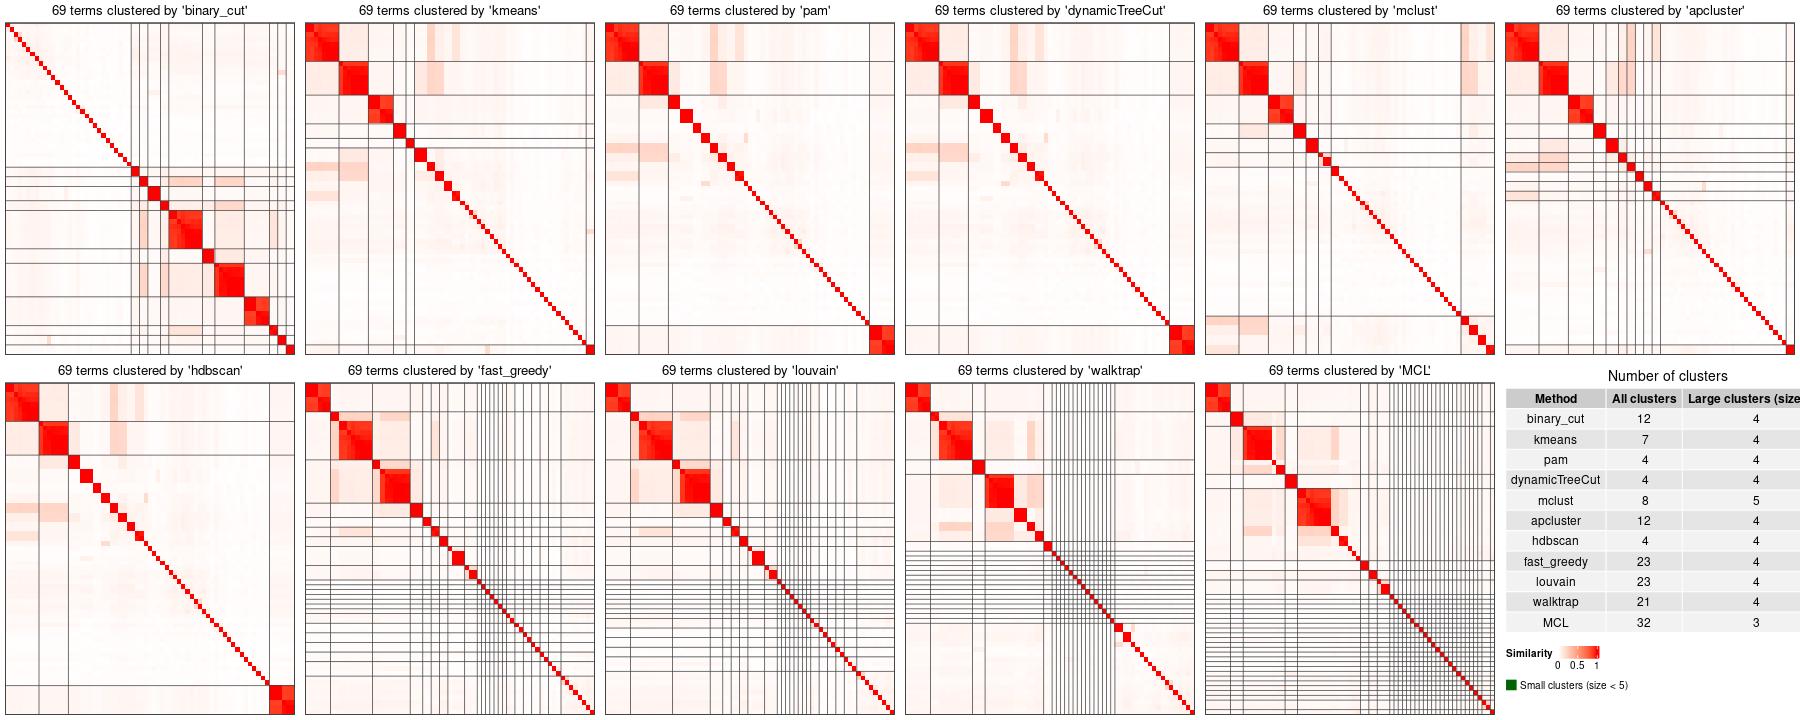 69 terms clustered by 'binary_cut'
69 terms clustered by 'kmeans'
69 terms clustered by 'pam'
69 terms clustered by 'dynamicTreeCut'
69 terms clustered by 'mclust'
69 terms clustered by 'apcluster'
69 terms clustered by 'hdbscan'
69 terms clustered by 'fast_greedy'
69 terms clustered by 'louvain'
69 terms clustered by 'walktrap'
69 terms clustered by 'MCL'
Number of clusters
Method All clusters Large clusters (size
binary_cut 12 4
kmeans 7 4
pam 4 4
dynamicTreeCut 4 4
mclust 8 5
apcluster 12 4
hdbscan 4 4
fast_greedy 23 4
louvain 23 4
walktrap 21 4
MCL 32 3
Similarity
0 0.5 1
Small clusters (size < 5)